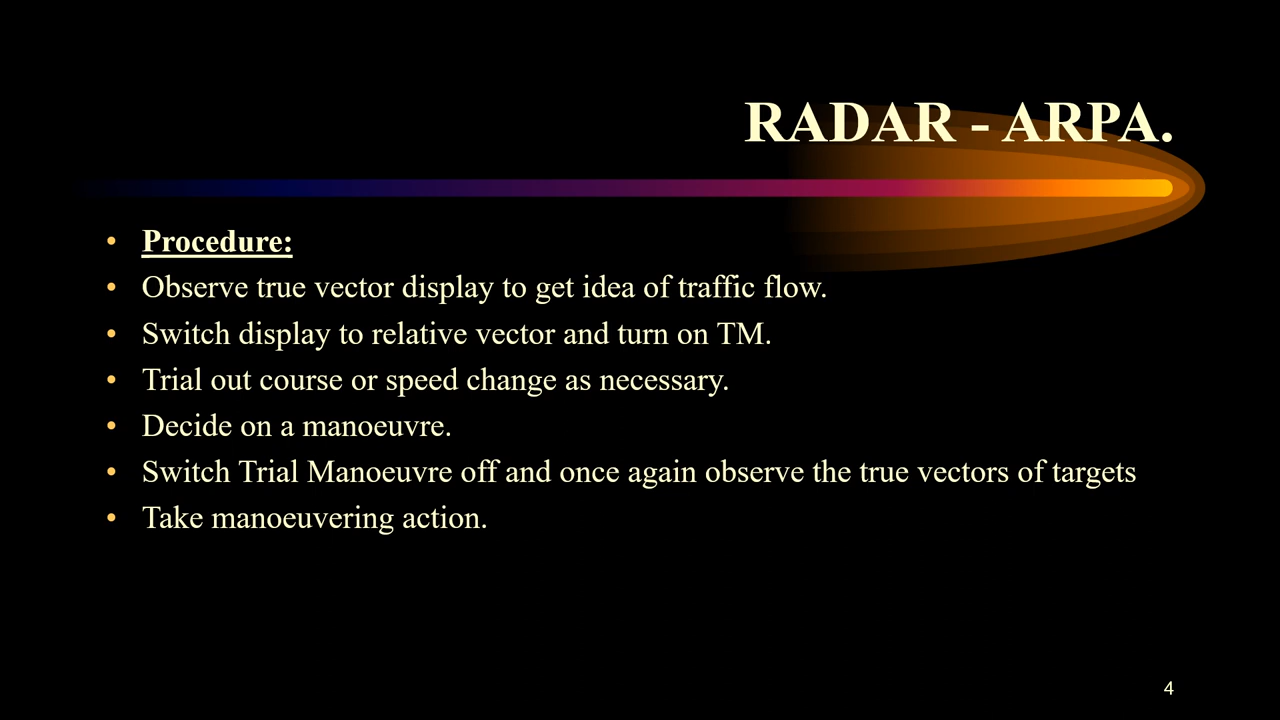 RADAR - ARPA.
• Procedure:
• Observe true vector display to get idea of traffic flow.
• Switch display to relative vector and turn on TM.
• Trial out course or speed change as necessary.
• Decide on a manoeuvre.
• Switch Trial Manoeuvre off and once again observe the true vectors of targets
• Take manoeuvering action.
4